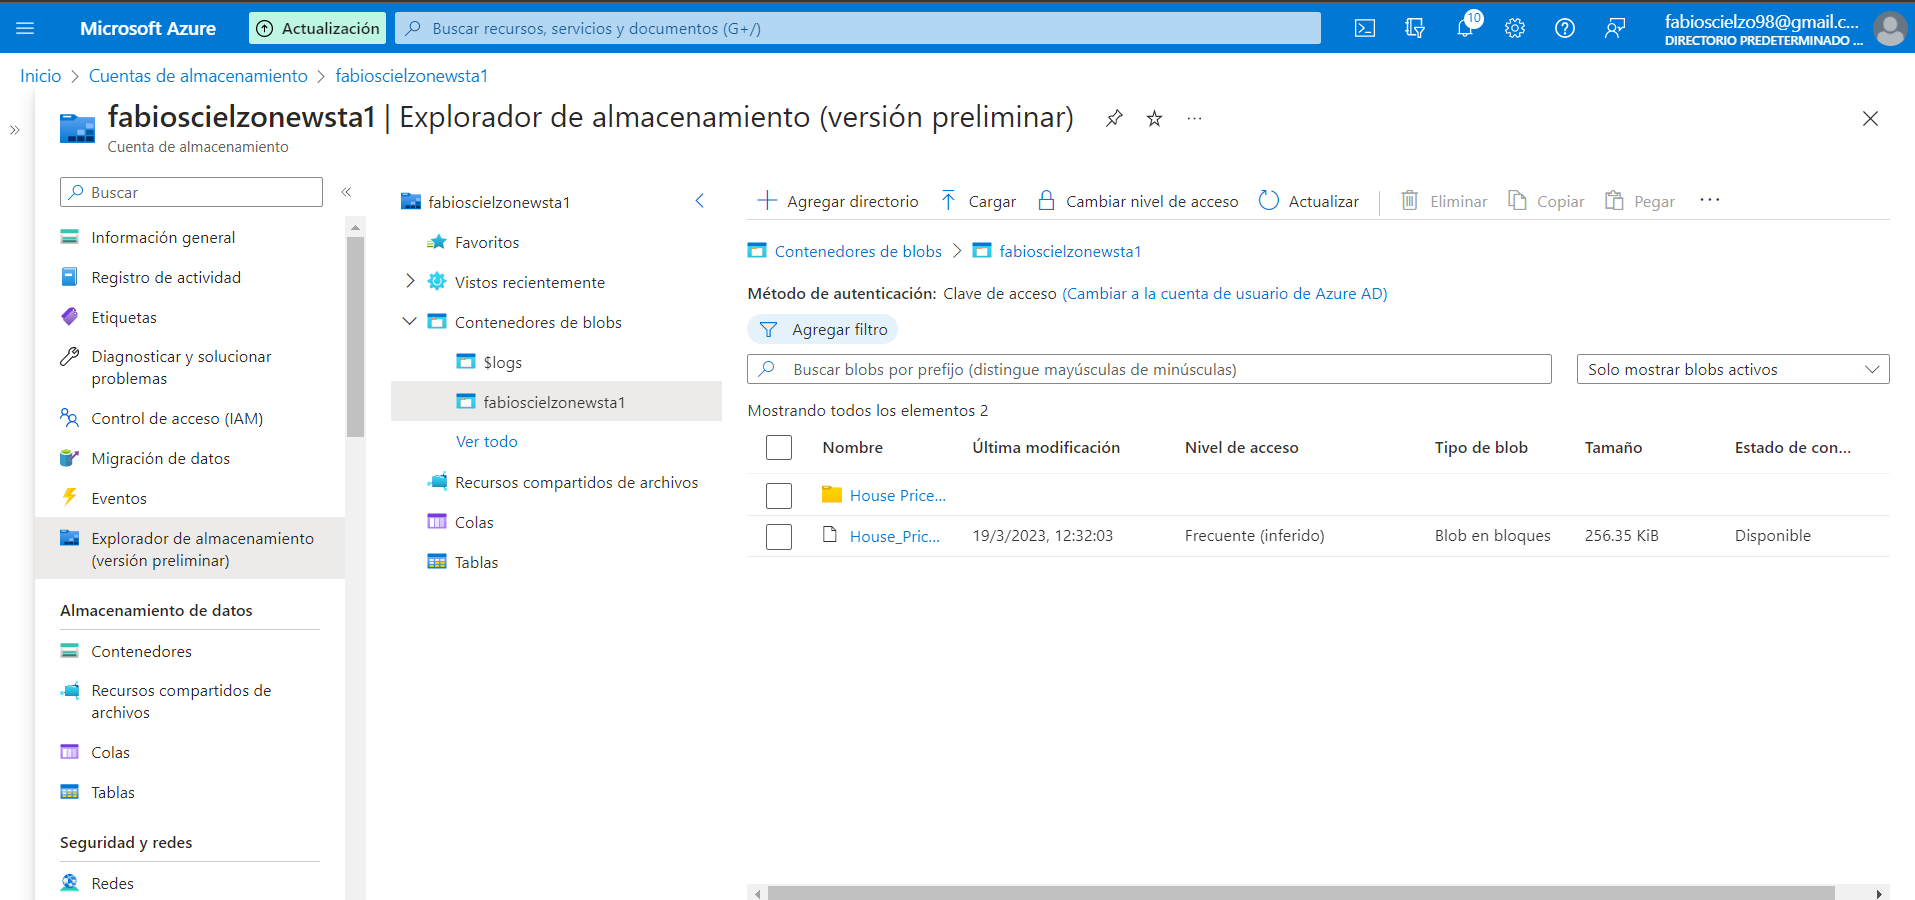 Microsoft Azure
Actualización
Buscar recursos, servicios y documentos (G+/)
10
fabioscielzo98@gmail.c...
DIRECTORIO PREDETERMINADO ...
Inicio > Cuentas de almacenamiento > fabioscielzonewsta1
fabioscielzonewsta1 | Explorador de almacenamiento (versión preliminar)
Cuenta de almacenamiento
Buscar
Información general
Registro de actividad
Etiquetas
Diagnosticar y solucionar
problemas
Control de acceso (IAM)
Migración de datos
Eventos
Explorador de almacenamiento
(versión preliminar)
Almacenamiento de datos
Contenedores
Recursos compartidos de
archivos
Colas
Tablas
Seguridad y redes
Redes
fabioscielzonewsta1
Favoritos
Vistos recientemente
Contenedores de blobs
$logs
fabioscielzonewsta1
Ver todo
Recursos compartidos de archivos
Colas
Tablas
Agregar directorio Cargar Cambiar nivel de acceso Actualizar Eliminar Copiar Pegar ...
Contenedores de blobs > fabioscielzonewsta1
Método de autenticación: Clave de acceso (Cambiar a la cuenta de usuario de Azure AD)
Agregar filtro
Buscar blobs por prefijo (distingue mayúsculas de minúsculas)
Solo mostrar blobs activos
Mostrando todos los elementos 2
Nombre Última modificación Nivel de acceso Tipo de blob Tamaño Estado de con...
House Price...
House_Pric... 19/3/2023, 12:32:03 Frecuente (inferido) Blob en bloques 256.35 KiB Disponible